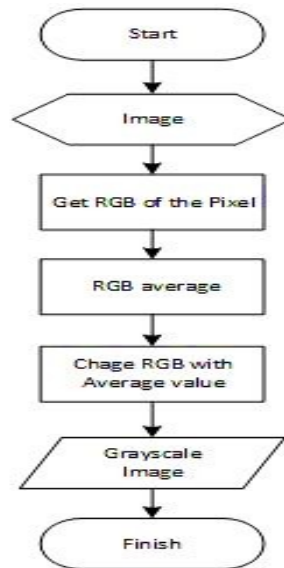 Start
Image
Get RGB of the Pixel
RGB average
Chage RGB with
Average value
Grayscale
Image
Finish